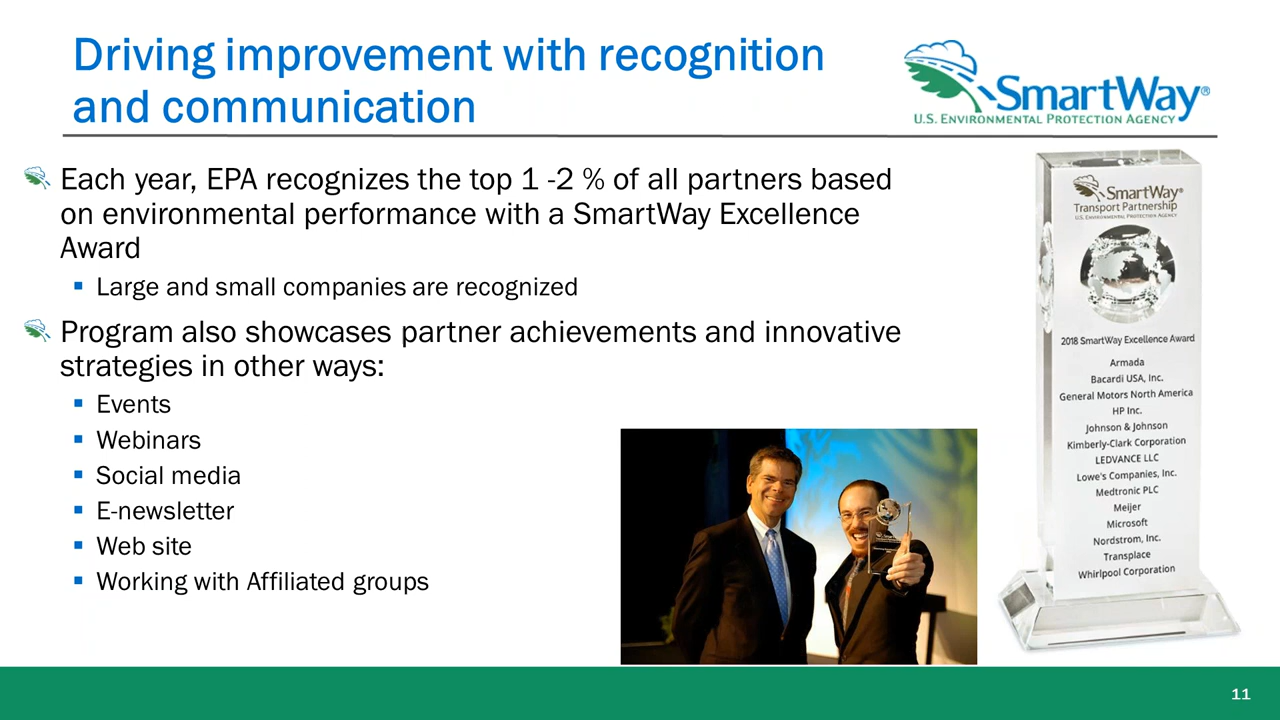 Driving improvement with recognition
and communication
SmartWay®
U.S. ENVIRONMENTAL PROTECTION AGENCY
Each year, EPA recognizes the top 1 -2 % of all partners based
on environmental performance with a SmartWay Excellence
Award
Large and small companies are recognized
Program also showcases partner achievements and innovative
strategies in other ways:
Events
Webinars
Social media
E-newsletter
Web site
Working with Affiliated groups
SmartWay®
Transport Partnership
U.S. ENVIRONMENTAL PROTECTION AGENCY
2018 SmartWay Excellence Award
Armada
Bacardi USA, Inc.
General Motors North America
HP Inc.
Johnson & Johnson
Kimberly-Clark Corporation
LEDVANCE LLC
Lowe's Companies, Inc.
Medtronic PLC
Meijer
Microsoft
Nordstrom, Inc.
Transplace
Whirlpool Corporation
11